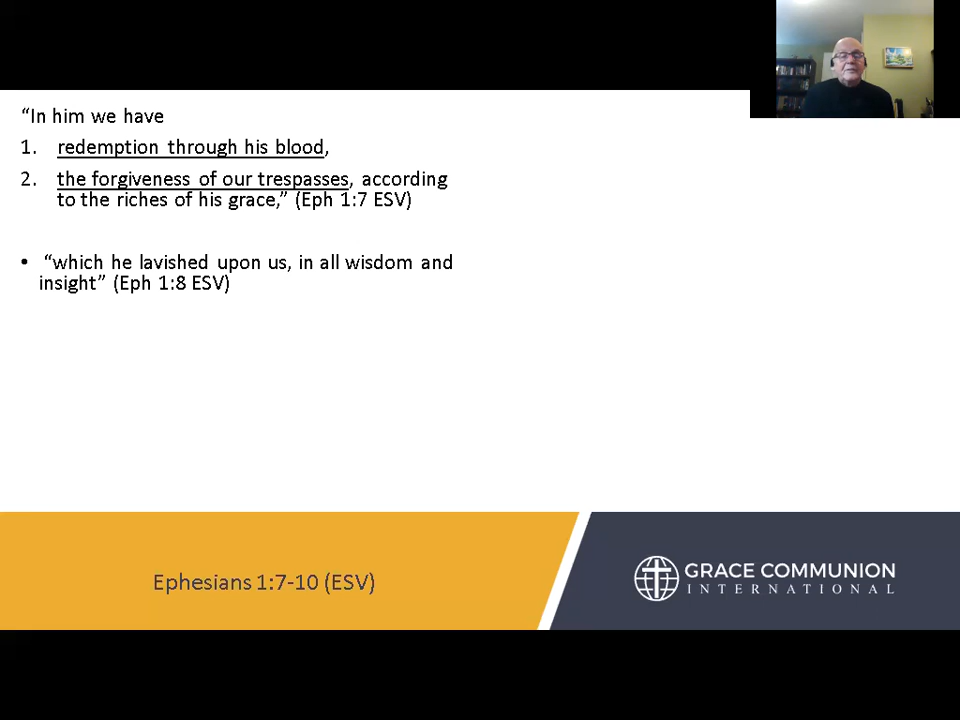 “In him we have
1. redemption through his blood,
2. the forgiveness of our trespasses, according
to the riches of his grace,” (Eph 1:7 ESV)
• “which he lavished upon us, in all wisdom and
insight” (Eph 1:8 ESV)
Ephesians 1:7-10 (ESV)
GRACE COMMUNION
INTERNATIONAL